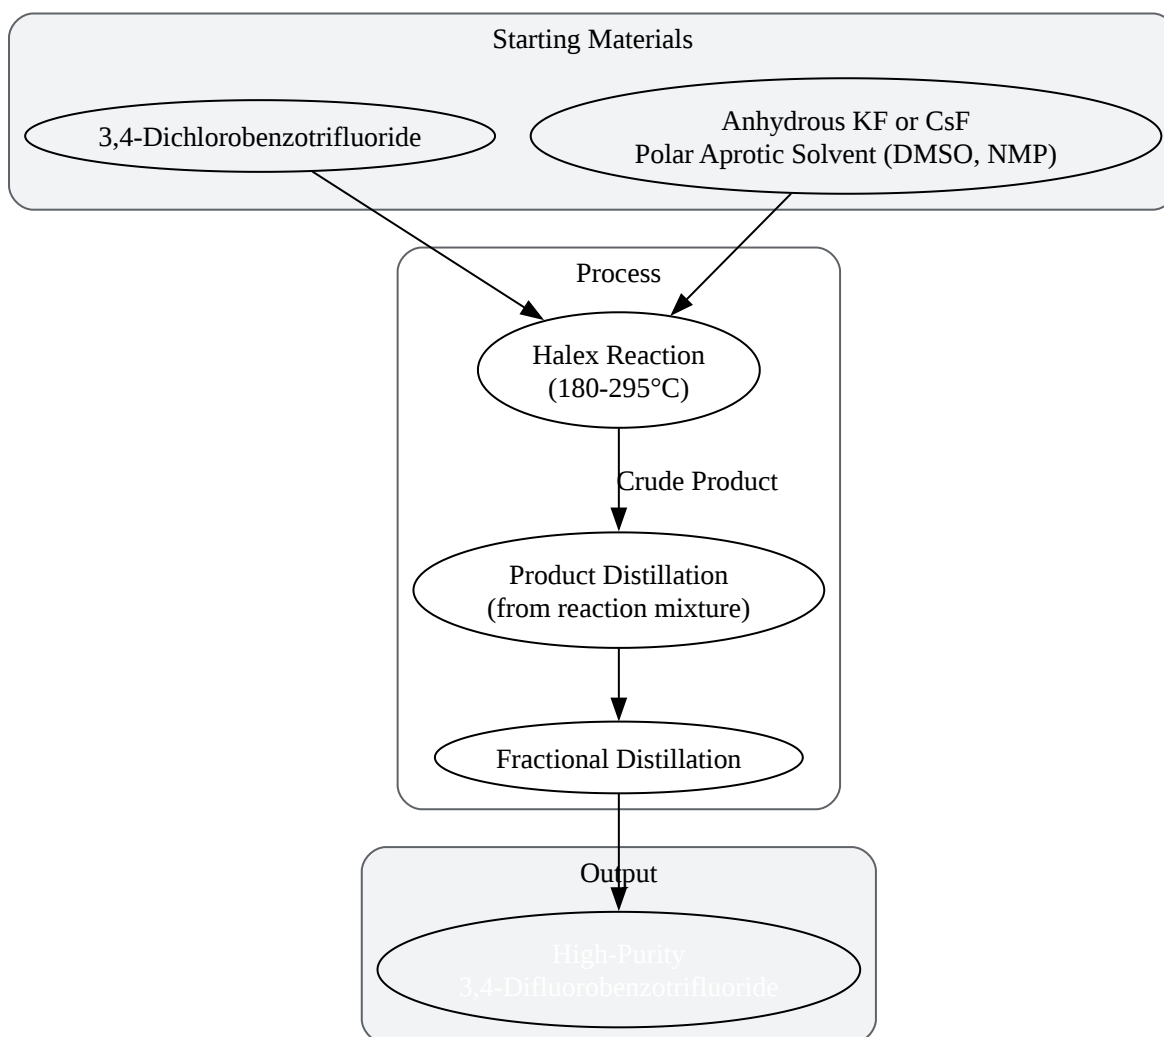 Starting Materials
3,4-Dichlorobenzotrifluoride
Anhydrous KF or CsF
Polar Aprotic Solvent (DMSO, NMP)
Process
Halex Reaction
(180-295°C)
Crude Product
Product Distillation
(from reaction mixture)
Fractional Distillation
Output
High-Purity
3,4-Difluorobenzotrifluoride